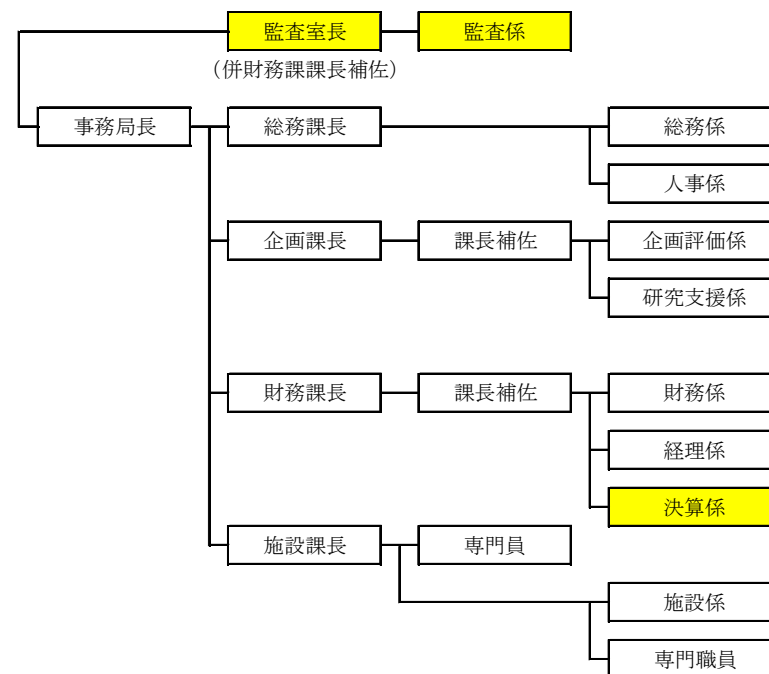 監査室長 監査係
（併財務課課長補佐）
事務局長 総務課長 総務係
人事係
企画課長 課長補佐 企画評価係
研究支援係
財務課長 課長補佐 財務係
経理係
決算係
施設課長 専門員
施設係
専門職員